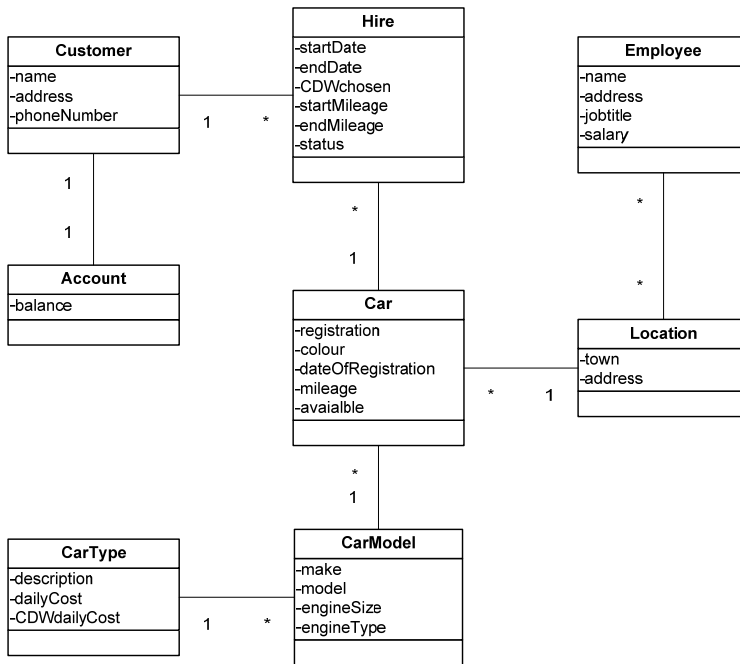 Customer
-name
-address
-phoneNumber
1
*
Hire
-startDate
-endDate
-CDWchosen
-startMileage
-endMileage
-status
Employee
-name
-address
-jobtitle
-salary
1
1
Account
-balance
*
1
*
*
Car
-registration
-colour
-dateOfRegistration
-mileage
-avaialble
*
1
Location
-town
-address
*
1
CarType
-description
-dailyCost
-CDWdailyCost
1
*
CarModel
-make
-model
-engineSize
-engineType